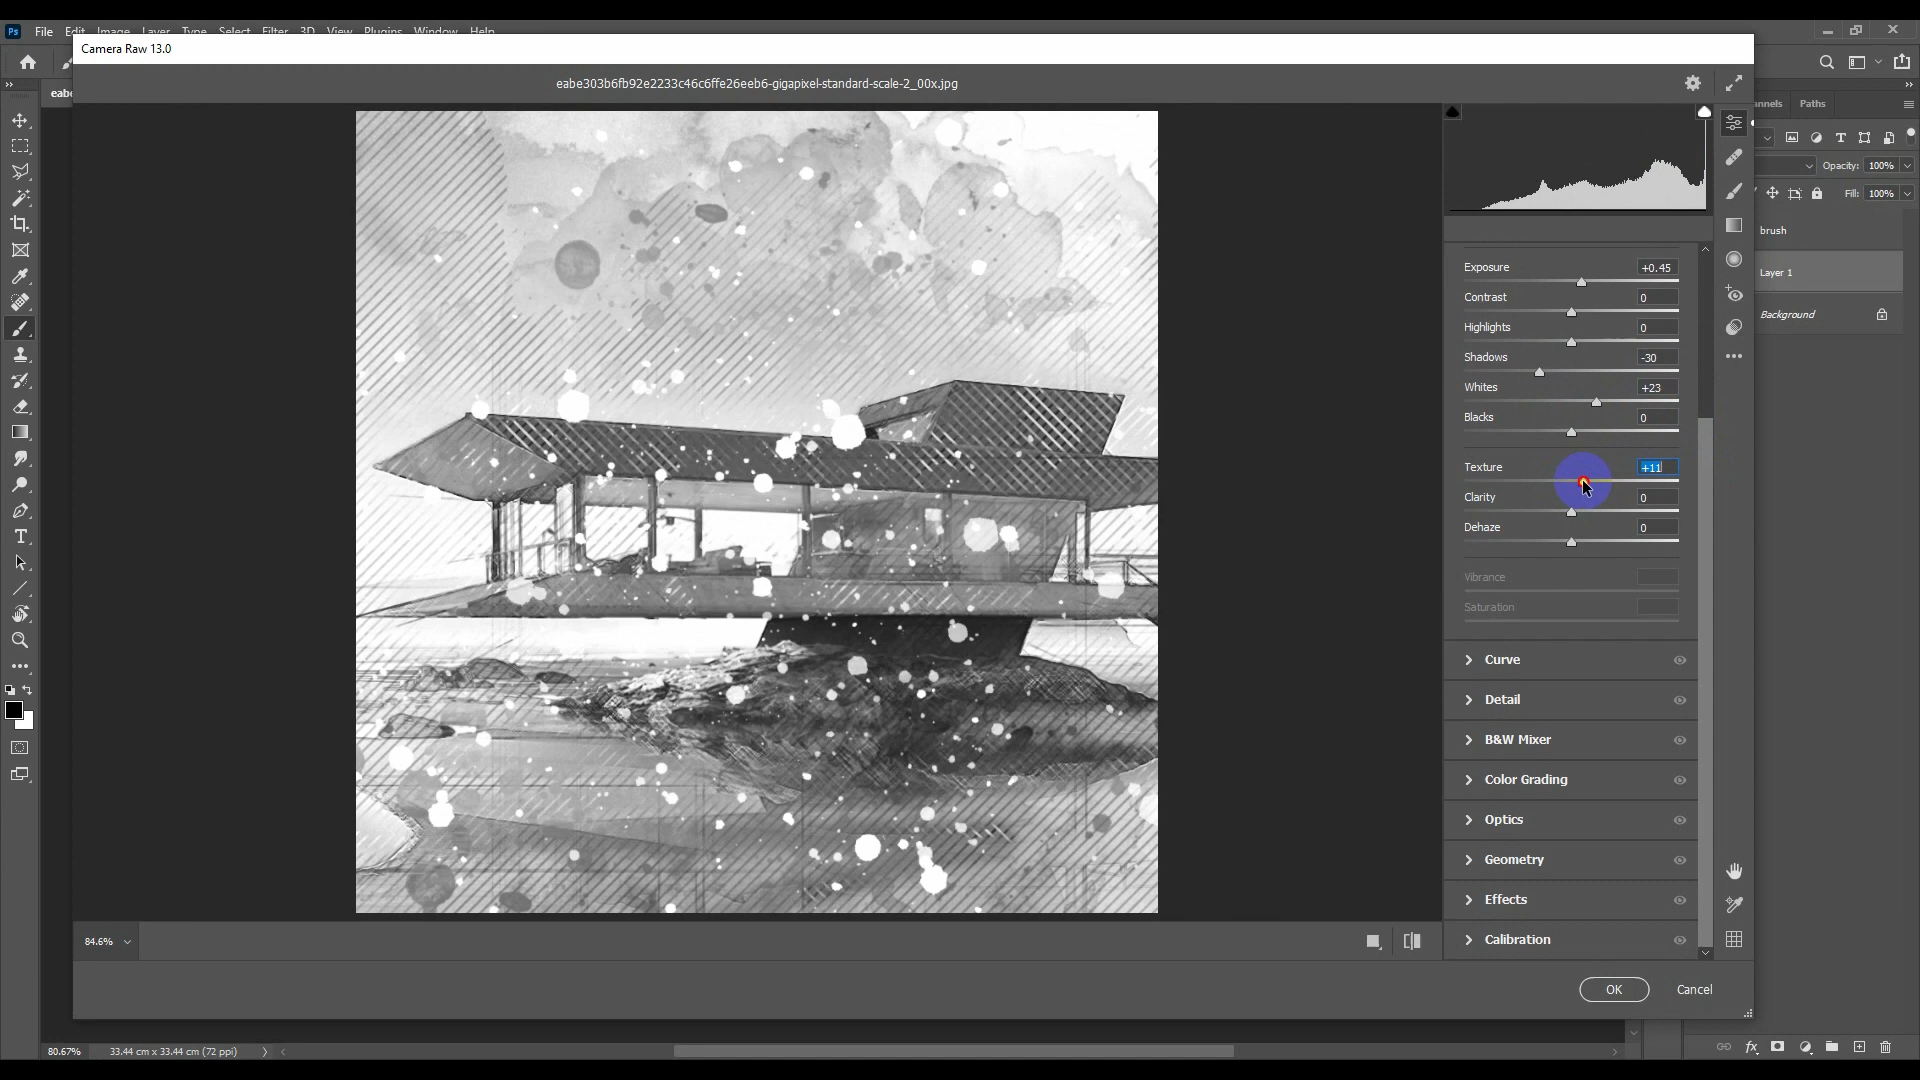 Ps File Edit Image Layer Type Select Filter 3D View Plugins Window Help
Camera Raw 13.0
eabe303b6fb92e2233c46c6ffe26eeb6-gigapixel-standard-scale-2_00x.jpg
eabe
annels Paths
Opacity: 100%
Fill: 100%
brush
Layer 1
Background
Exposure +0.45
Contrast 0
Highlights 0
Shadows -30
Whites +23
Blacks 0
Texture +11
Clarity 0
Dehaze 0
Vibrance
Saturation
Curve
Detail
B&W Mixer
Color Grading
Optics
Geometry
Effects
Calibration
84.6%
OK Cancel
80.67% 33.44 cm x 33.44 cm (72 ppi)